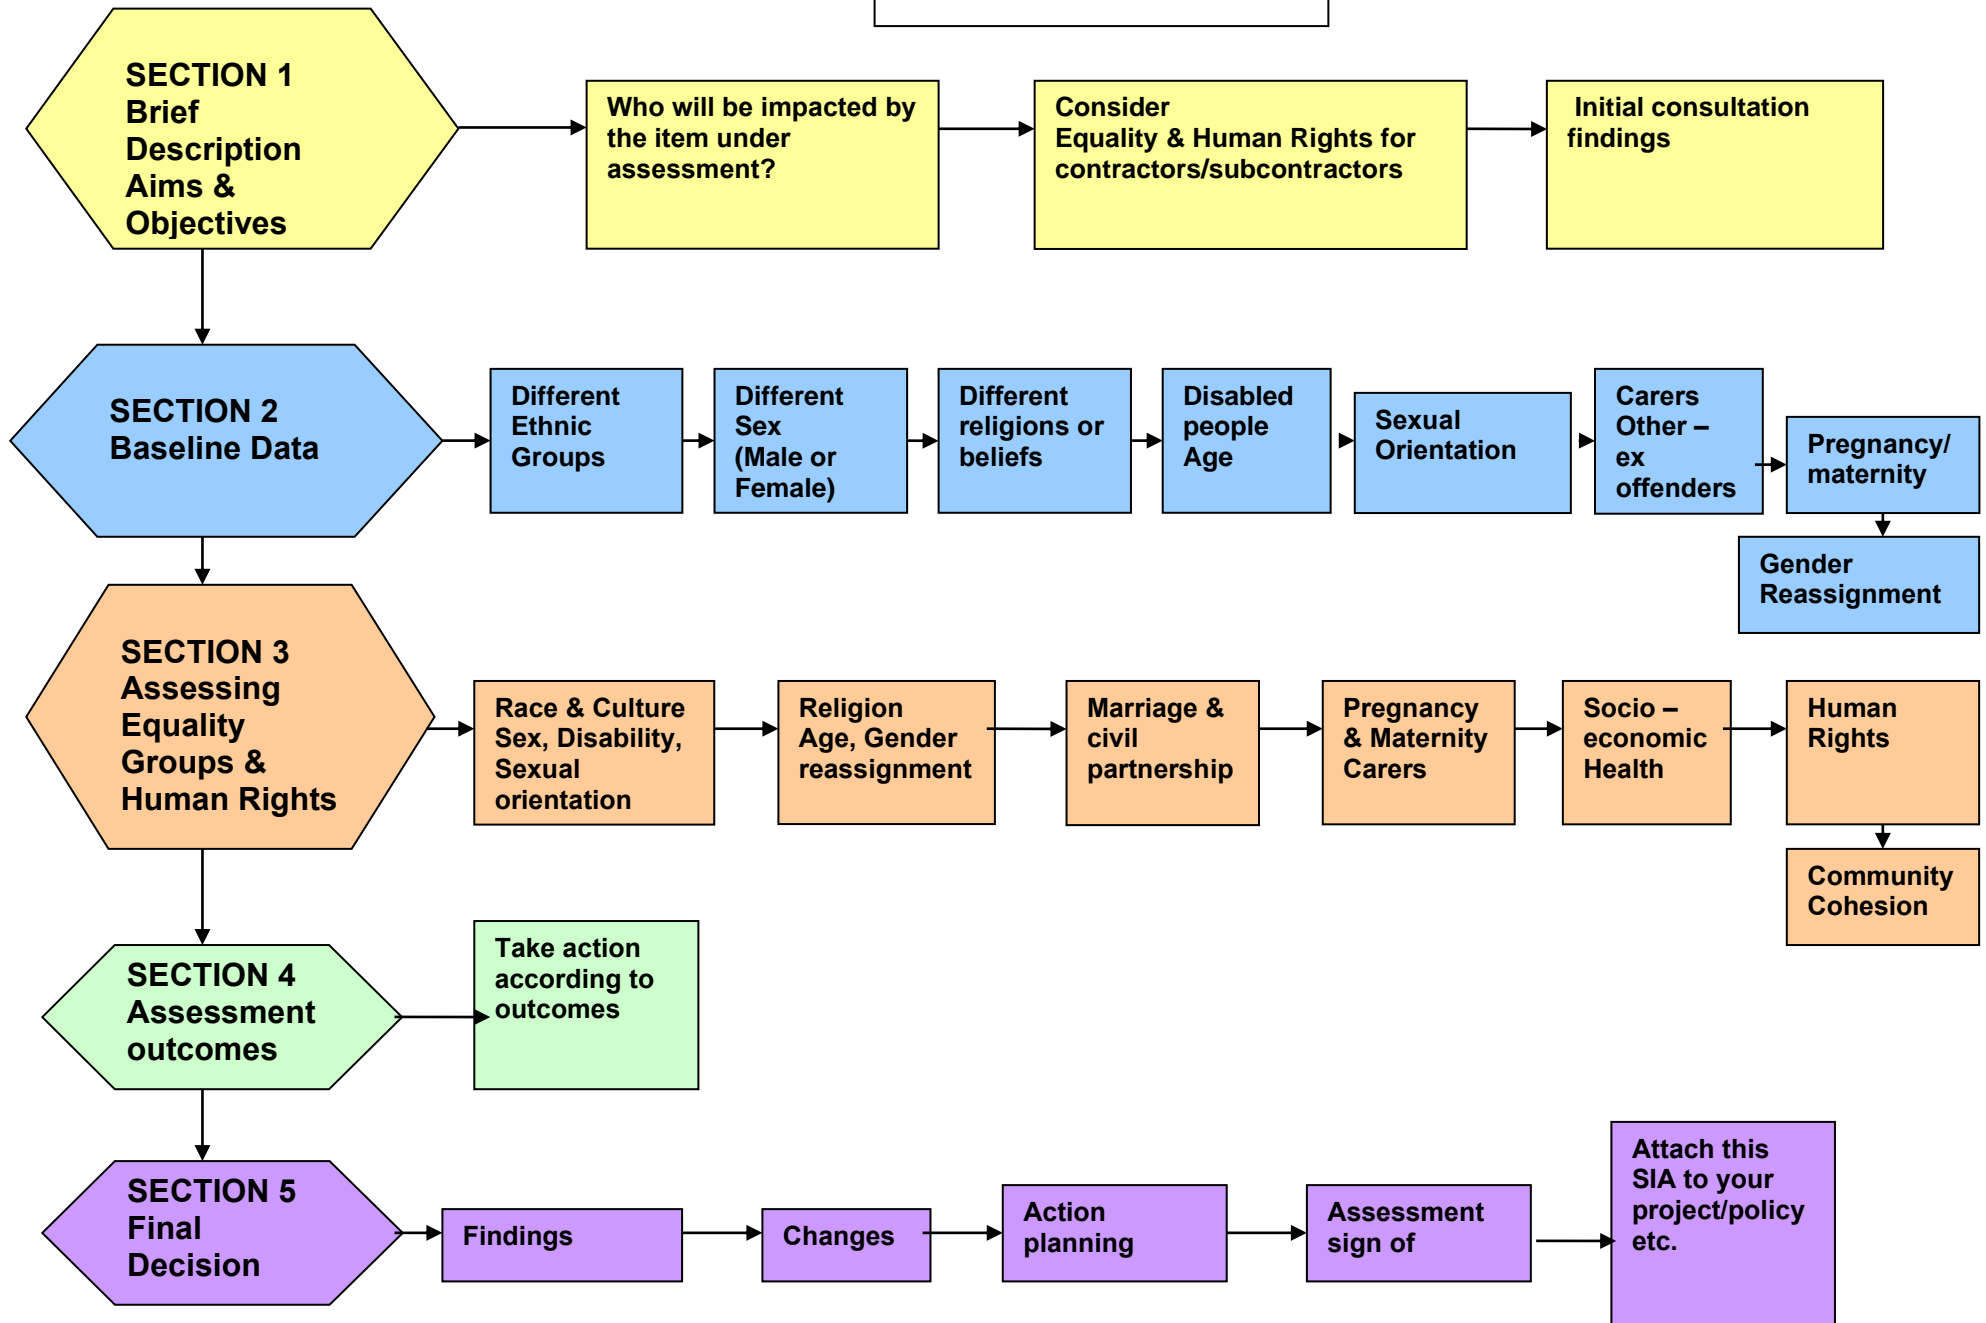 SECTION 1
Brief
Description
Aims &
Objectives
Who will be impacted by
the item under
assessment?
Consider
Equality & Human Rights for
contractors/subcontractors
Initial consultation
findings
SECTION 2
Baseline Data
Different
Ethnic
Groups
Different
Sex
(Male or
Female)
Different
religions or
beliefs
Disabled
people
Age
Sexual
Orientation
Carers
Other –
ex
offenders
Pregnancy/
maternity
Gender
Reassignment
SECTION 3
Assessing
Equality
Groups &
Human Rights
Race & Culture
Sex, Disability,
Sexual
orientation
Religion
Age, Gender
reassignment
Marriage &
civil
partnership
Pregnancy
& Maternity
Carers
Socio –
economic
Health
Human
Rights
Community
Cohesion
SECTION 4
Assessment
outcomes
Take action
according to
outcomes
SECTION 5
Final
Decision
Findings
Changes
Action
planning
Assessment
sign of
Attach this
SIA to your
project/policy
etc.